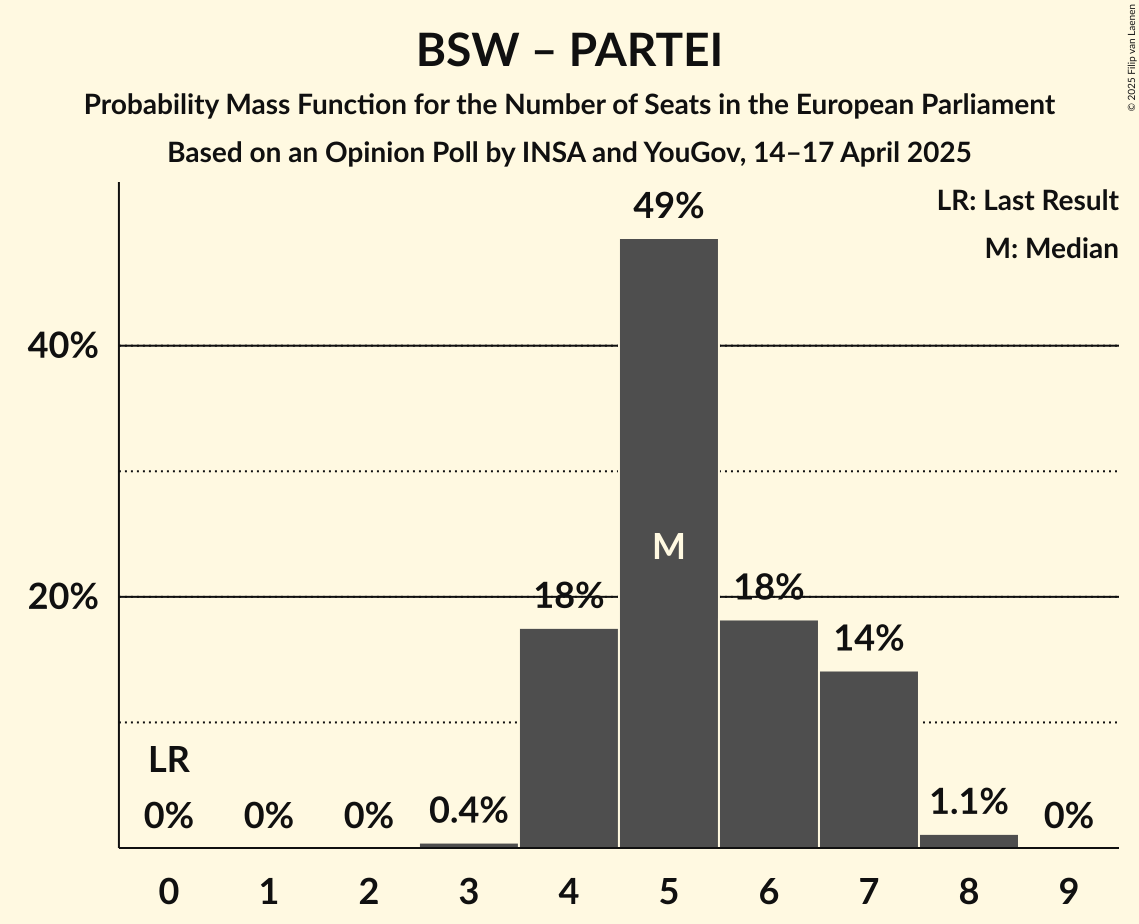 BSW – PARTEI
Probability Mass Function for the Number of Seats in the European Parliament
Based on an Opinion Poll by INSA and YouGov, 14–17 April 2025
© 2025 Filip van Laenen
LR: Last Result
M: Median
49%
40%
M
20%
18%
18%
14%
LR
0%
0%
0%
0.4%
1.1%
0%
0 1 2 3 4 5 6 7 8 9